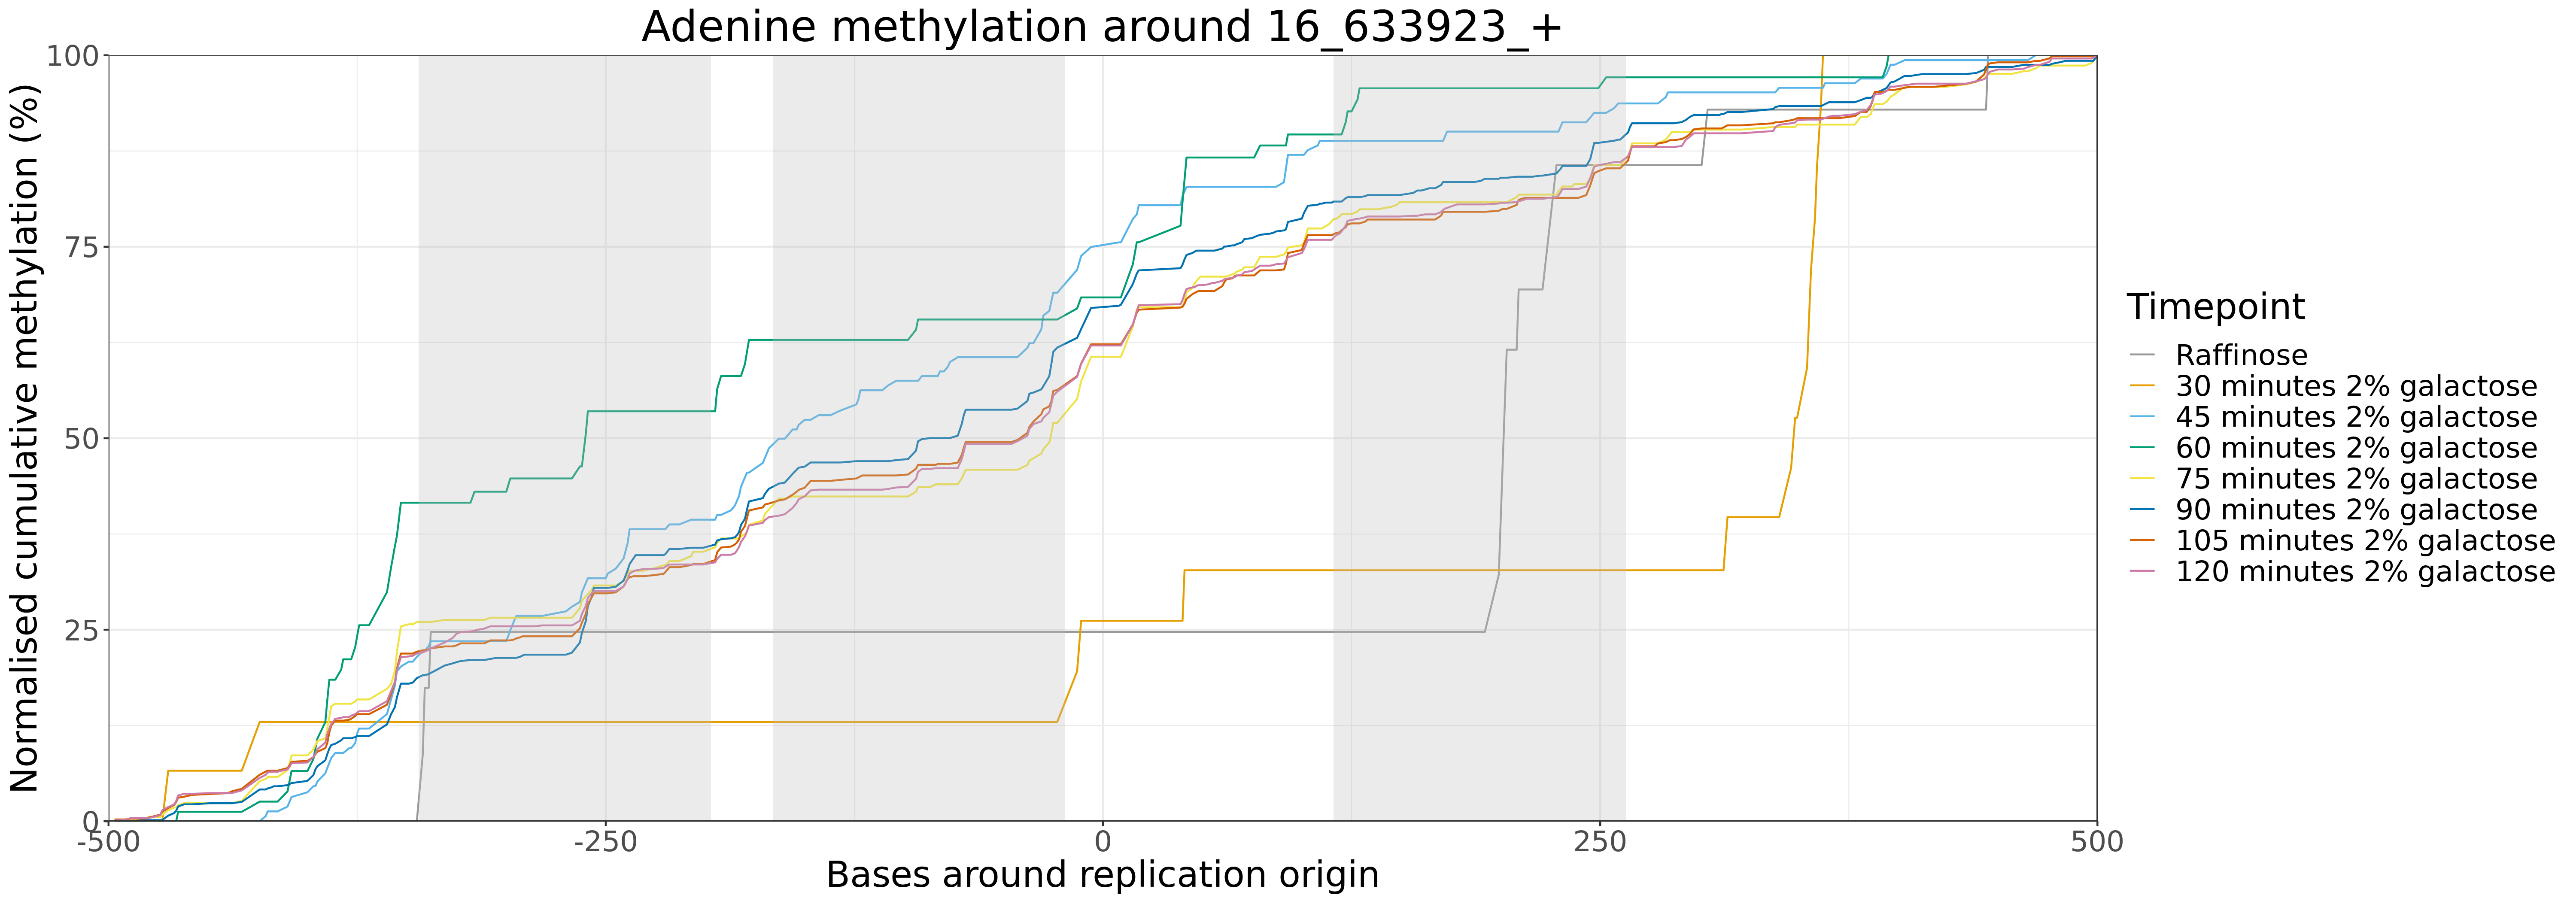 Adenine methylation around 16_633923_+
Normalised cumulative methylation (%)
100
75
50
25
0
-500
-250
0
250
500
Bases around replication origin
Timepoint
Raffinose
30 minutes 2% galactose
45 minutes 2% galactose
60 minutes 2% galactose
75 minutes 2% galactose
90 minutes 2% galactose
105 minutes 2% galactose
120 minutes 2% galactose